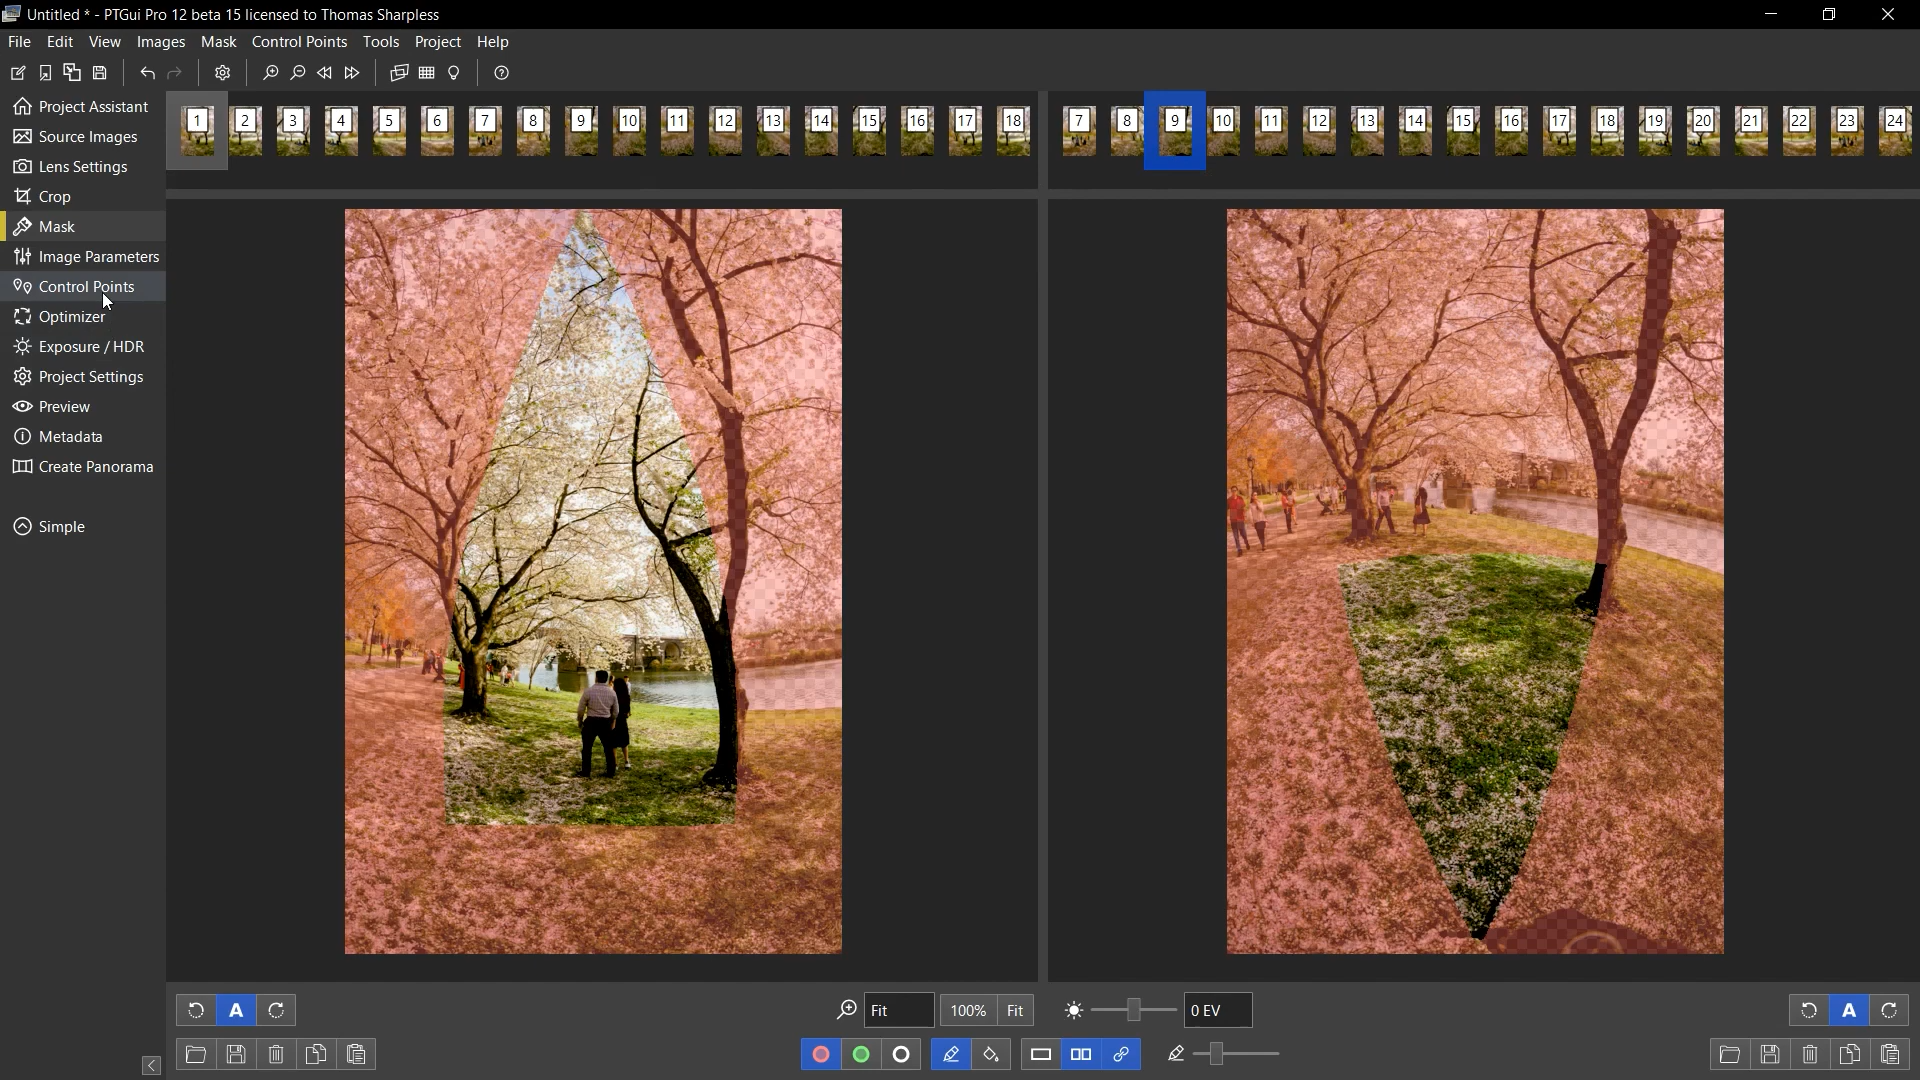 Untitled * - PTGui Pro 12 beta 15 licensed to Thomas Sharpless
File Edit View Images Mask Control Points Tools Project Help
Project Assistant
Source Images
Lens Settings
Crop
Mask
Image Parameters
Control Points
Optimizer
Exposure / HDR
Project Settings
Preview
Metadata
Create Panorama
Simple
1 2 3 4 5 6 7 8 9 10 11 12 13 14 15 16 17 18
7 8 9 10 11 12 13 14 15 16 17 18 19 20 21 22 23 24
A Fit 100% Fit 0 EV A